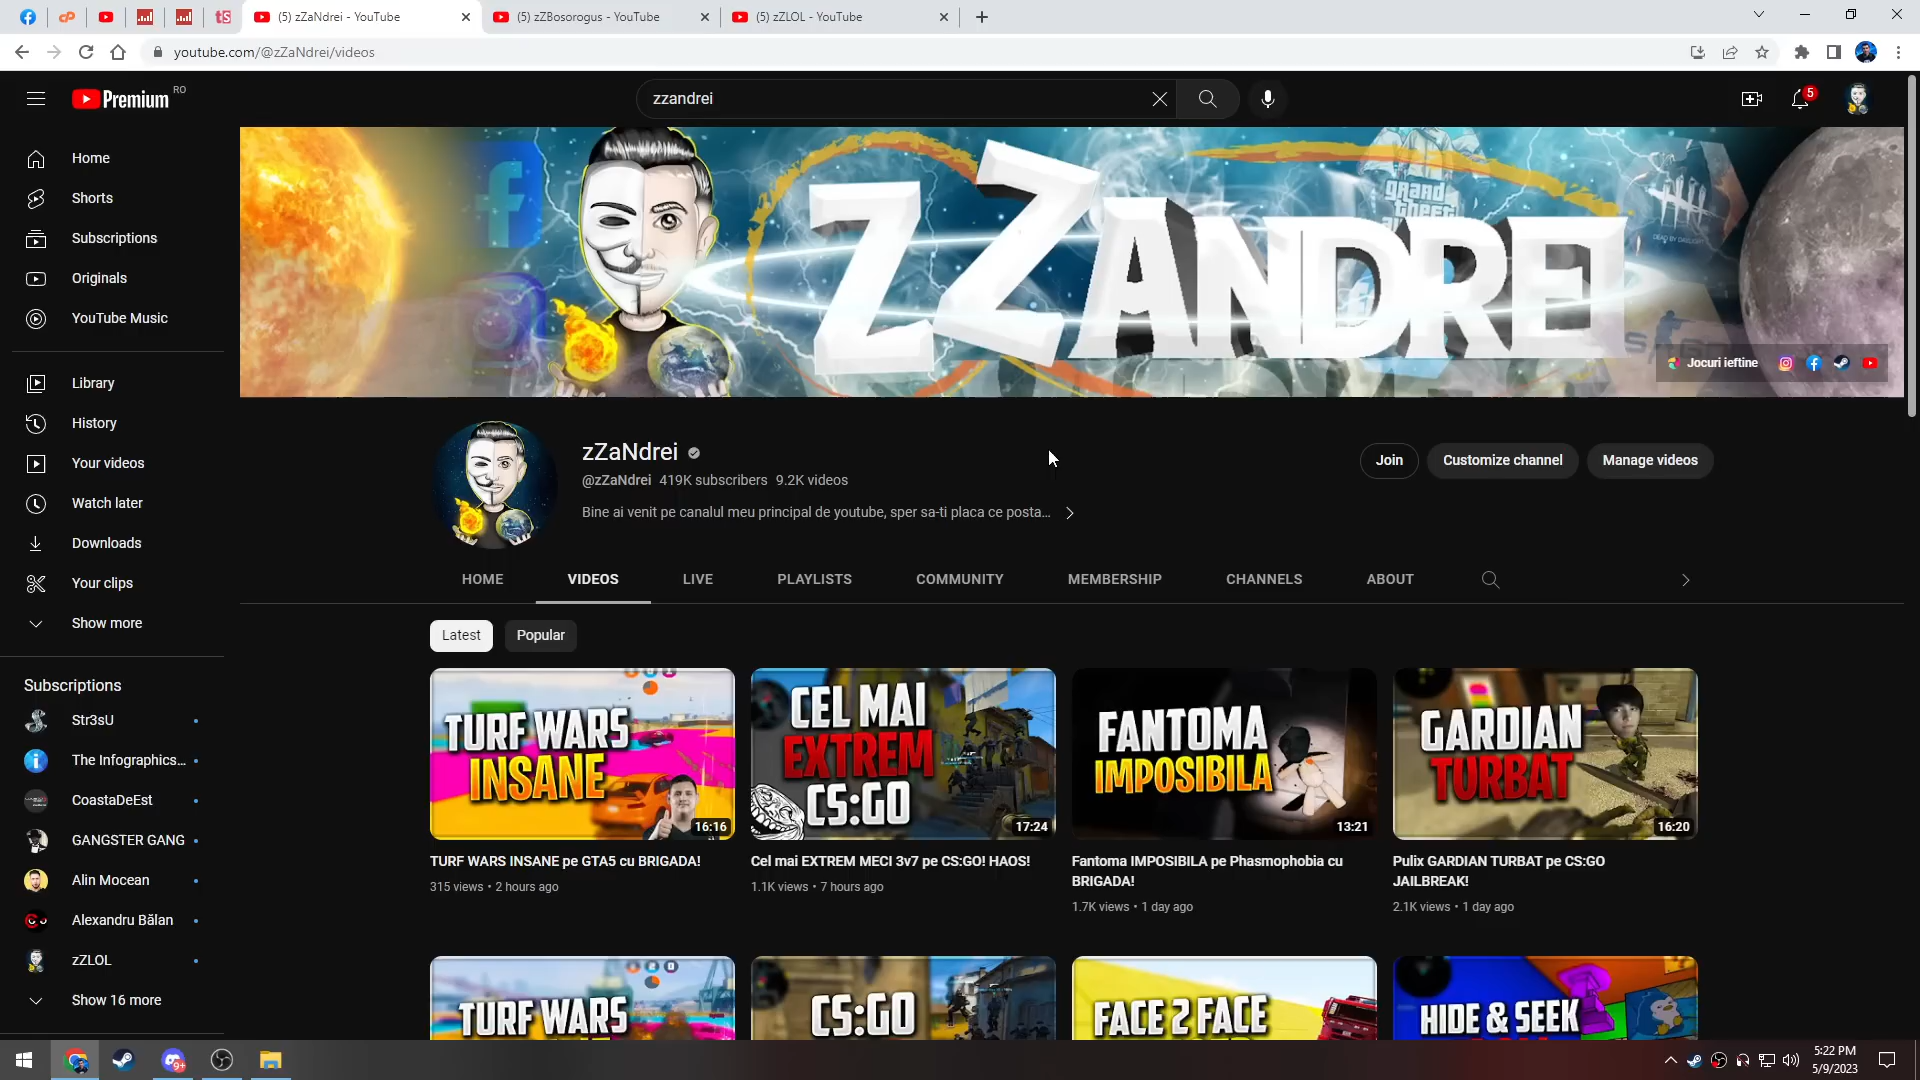 (5) zZaNdrei - YouTube
(5) zZBosorogus - YouTube
(5) zZLOL - YouTube
youtube.com/@zZaNdrei/videos
Premium RO
zzandrei
5
Home
Shorts
Subscriptions
Originals
YouTube Music
Library
History
Your videos
Watch later
Downloads
Your clips
Show more
Subscriptions
Str3sU
The Infographics...
CoastaDeEst
GANGSTER GANG
Alin Mocean
Alexandru Bălan
zZLOL
Show 16 more
ZZANDREI
grand
theft
DEAD BY DAYLIGHT
Jocuri ieftine
zZaNdrei
@zZaNdrei 419K subscribers 9.2K videos
Bine ai venit pe canalul meu principal de youtube, sper sa-ti placa ce posta...
Join
Customize channel
Manage videos
HOME
VIDEOS
LIVE
PLAYLISTS
COMMUNITY
MEMBERSHIP
CHANNELS
ABOUT
Latest
Popular
TURF WARS
INSANE
16:16
TURF WARS INSANE pe GTA5 cu BRIGADA!
315 views • 2 hours ago
CEL MAI
EXTREM
CS:GO
17:24
Cel mai EXTREM MECI 3v7 pe CS:GO! HAOS!
1.1K views • 7 hours ago
FANTOMA
IMPOSIBILA
13:21
Fantoma IMPOSIBILA pe Phasmophobia cu
BRIGADA!
1.7K views • 1 day ago
GARDIAN
TURBAT
16:20
Pulix GARDIAN TURBAT pe CS:GO
JAILBREAK!
2.1K views • 1 day ago
TURF WARS
CS:GO
FACE 2 FACE
HIDE & SEEK
9+
5:22 PM
5/9/2023